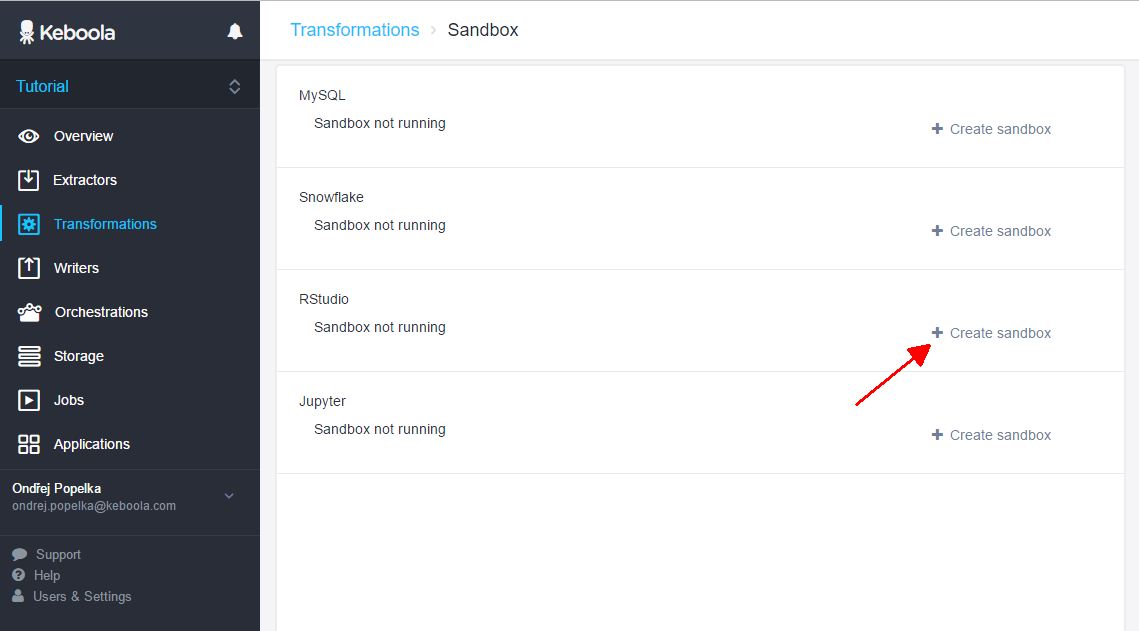 Keboola
Transformations › Sandbox
Tutorial
Overview
Extractors
Transformations
Writers
Orchestrations
Storage
Jobs
Applications
Ondřej Popelka
ondrej.popelka@keboola.com
Support
Help
Users & Settings
MySQL
Sandbox not running
+ Create sandbox
Snowflake
Sandbox not running
+ Create sandbox
RStudio
Sandbox not running
+ Create sandbox
Jupyter
Sandbox not running
+ Create sandbox